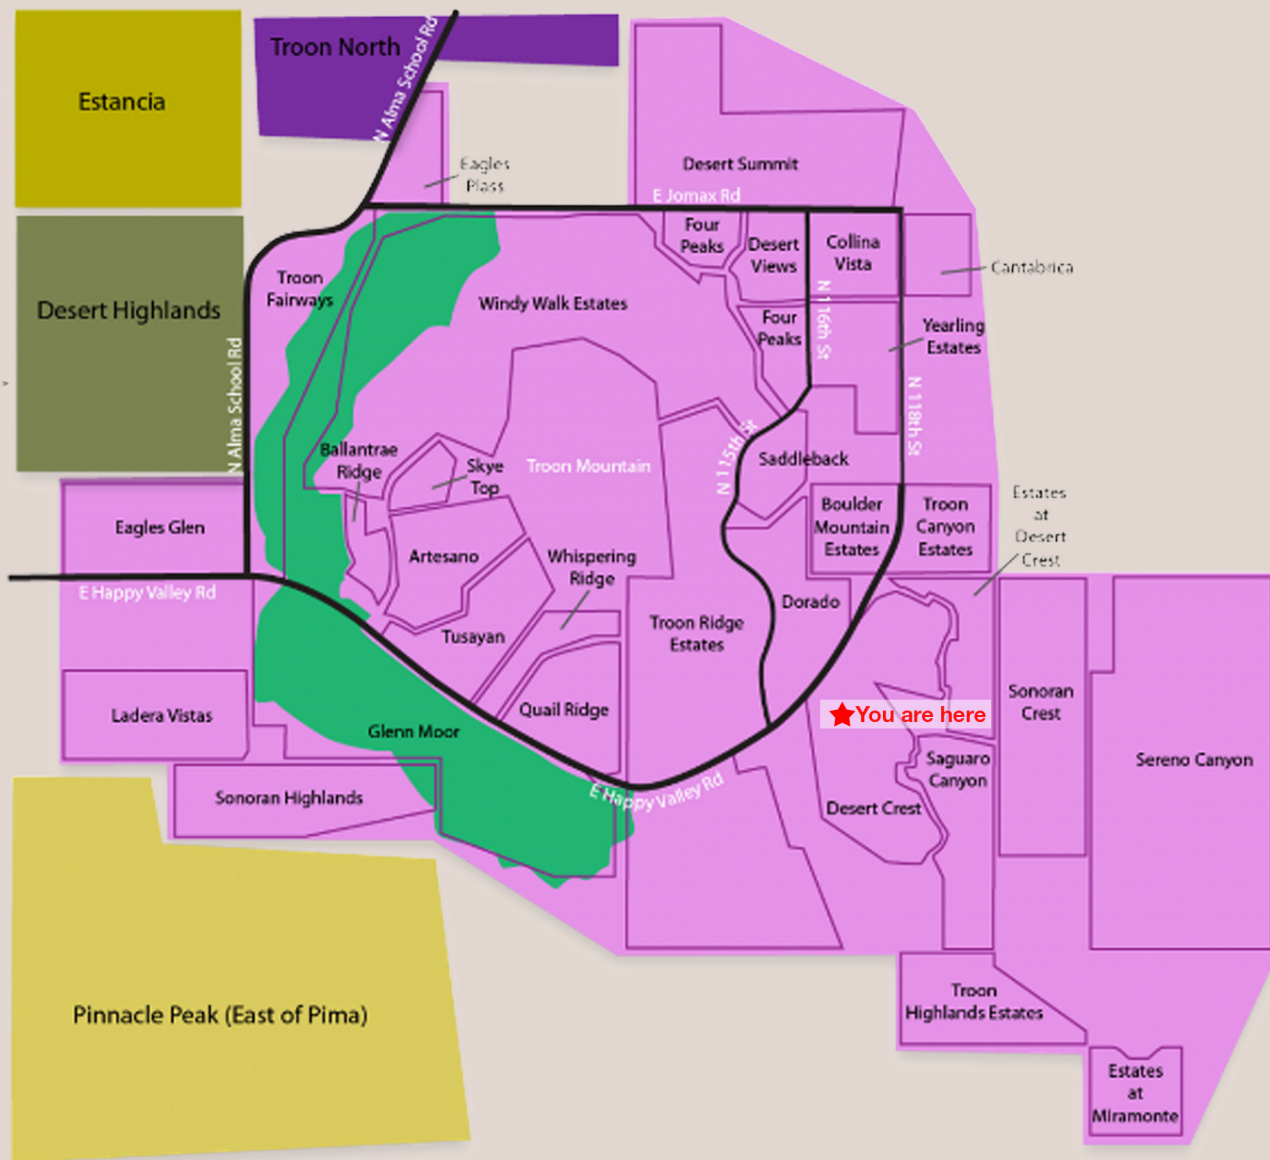 Troon North
N Alma School Rd
Estancia
Eagles
Plass
Desert Summit
E Jomax Rd
Four
Peaks
Desert
Views
Collina
Vista
Cantabrica
Troon
Fairways
Windy Walk Estates
Desert Highlands
Four
Peaks
N 116th St
Yearling
Estates
N Alma School Rd
N 118th St
Ballantrae
Ridge
Skye
Top
Troon Mountain
N 115th St
Saddleback
Eagles Glen
Artesano
Whispering
Ridge
Boulder
Mountain
Estates
Troon
Canyon
Estates
Estates
at
Desert
Crest
E Happy Valley Rd
Tusayan
Troon Ridge
Estates
Dorado
Ladera Vistas
Glenn Moor
Quail Ridge
You are here
Sonoran
Crest
Sereno Canyon
Saguaro
Canyon
Sonoran Highlands
E Happy Valley Rd
Desert Crest
Pinnacle Peak (East of Pima)
Troon
Highlands Estates
Estates
at
Miramonte